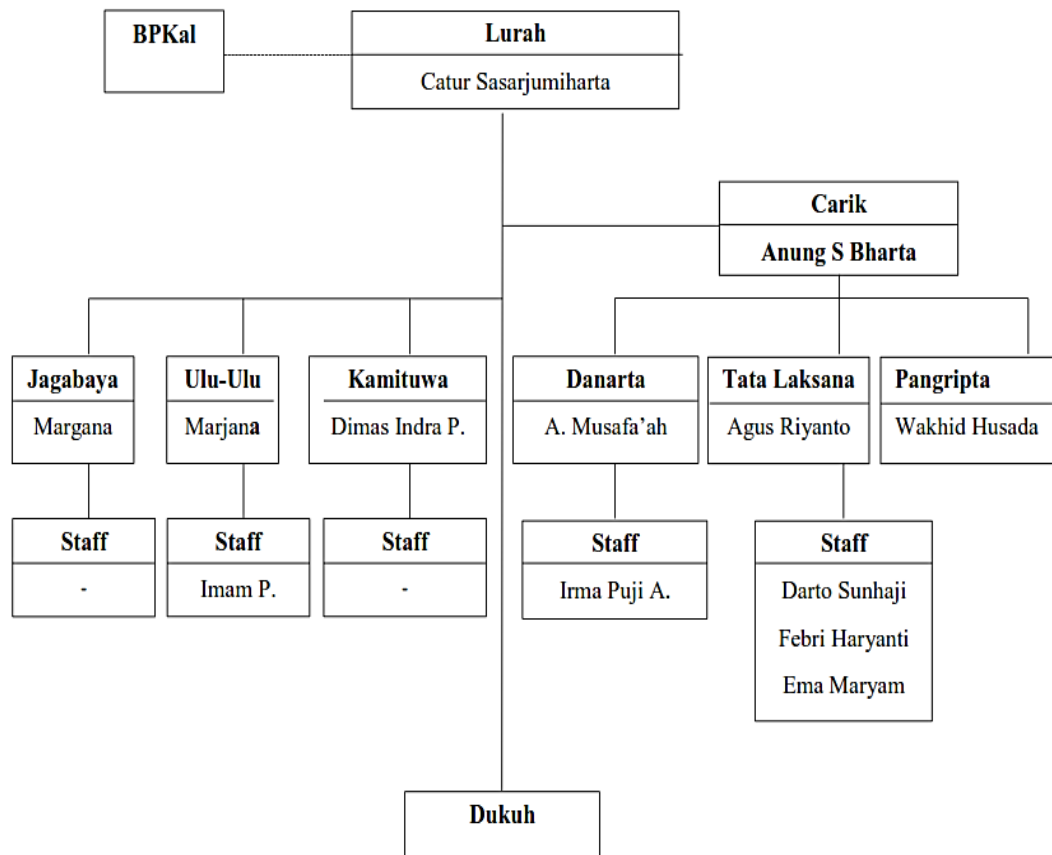 BPKal
Lurah
Catur Sasarjumiharta
Carik
Anung S Bharta
Jagabaya
Margana
Ulu-Ulu
Marjana
Kamituwa
Dimas Indra P.
Danarta
A. Musafa’ah
Tata Laksana
Agus Riyanto
Pangripta
Wakhid Husada
Staff
-
Staff
Imam P.
Staff
-
Staff
Irma Puji A.
Staff
Darto Sunhaji
Febri Haryanti
Ema Maryam
Dukuh